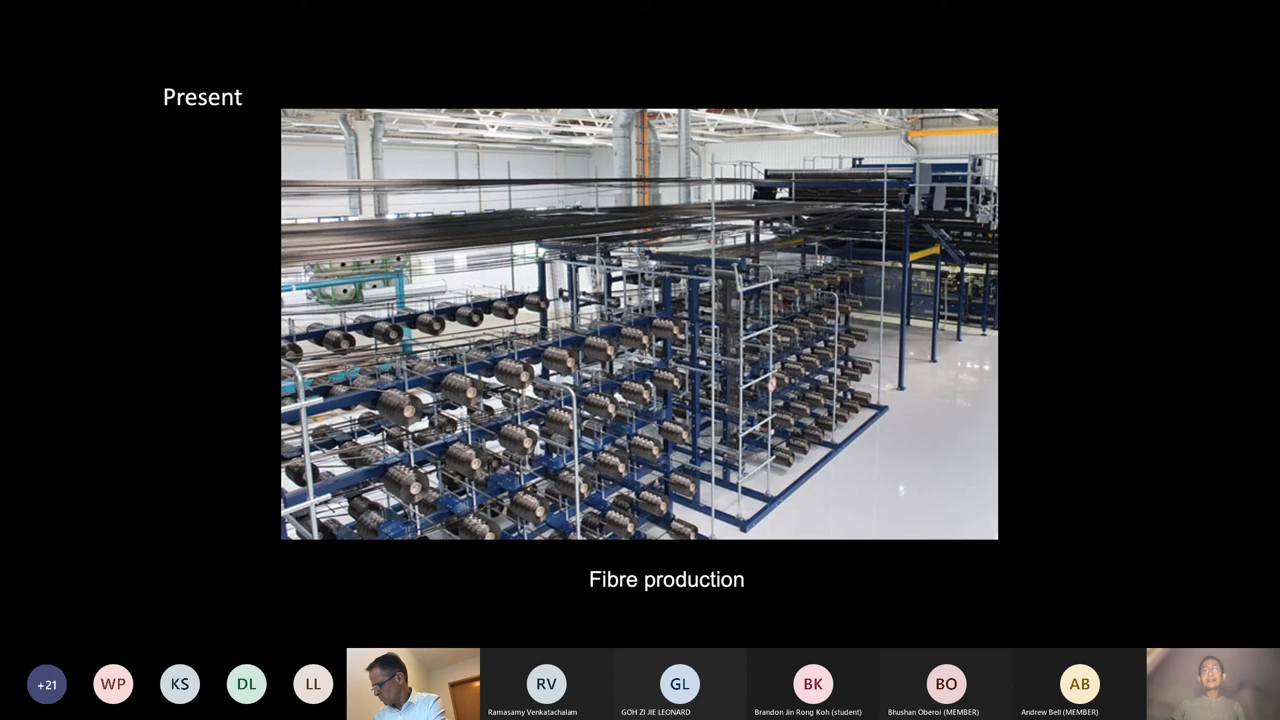 Present
Fibre production
+21
WP
KS
DL
LL
RV
GL
BK
BO
AB
Ramasamy Venkatachalam
GOH ZI JIE LEONARD
Brandon Jin Rong Koh (student)
Bhushan Oberoi (MEMBER)
Andrew Bell (MEMBER)